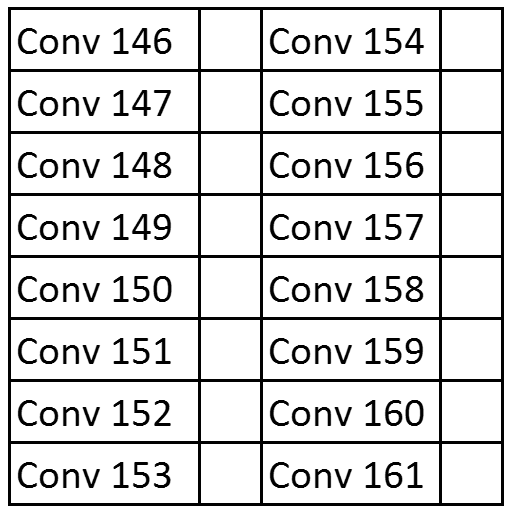 Conv 146 Conv 154
Conv 147 Conv 155
Conv 148 Conv 156
Conv 149 Conv 157
Conv 150 Conv 158
Conv 151 Conv 159
Conv 152 Conv 160
Conv 153 Conv 161